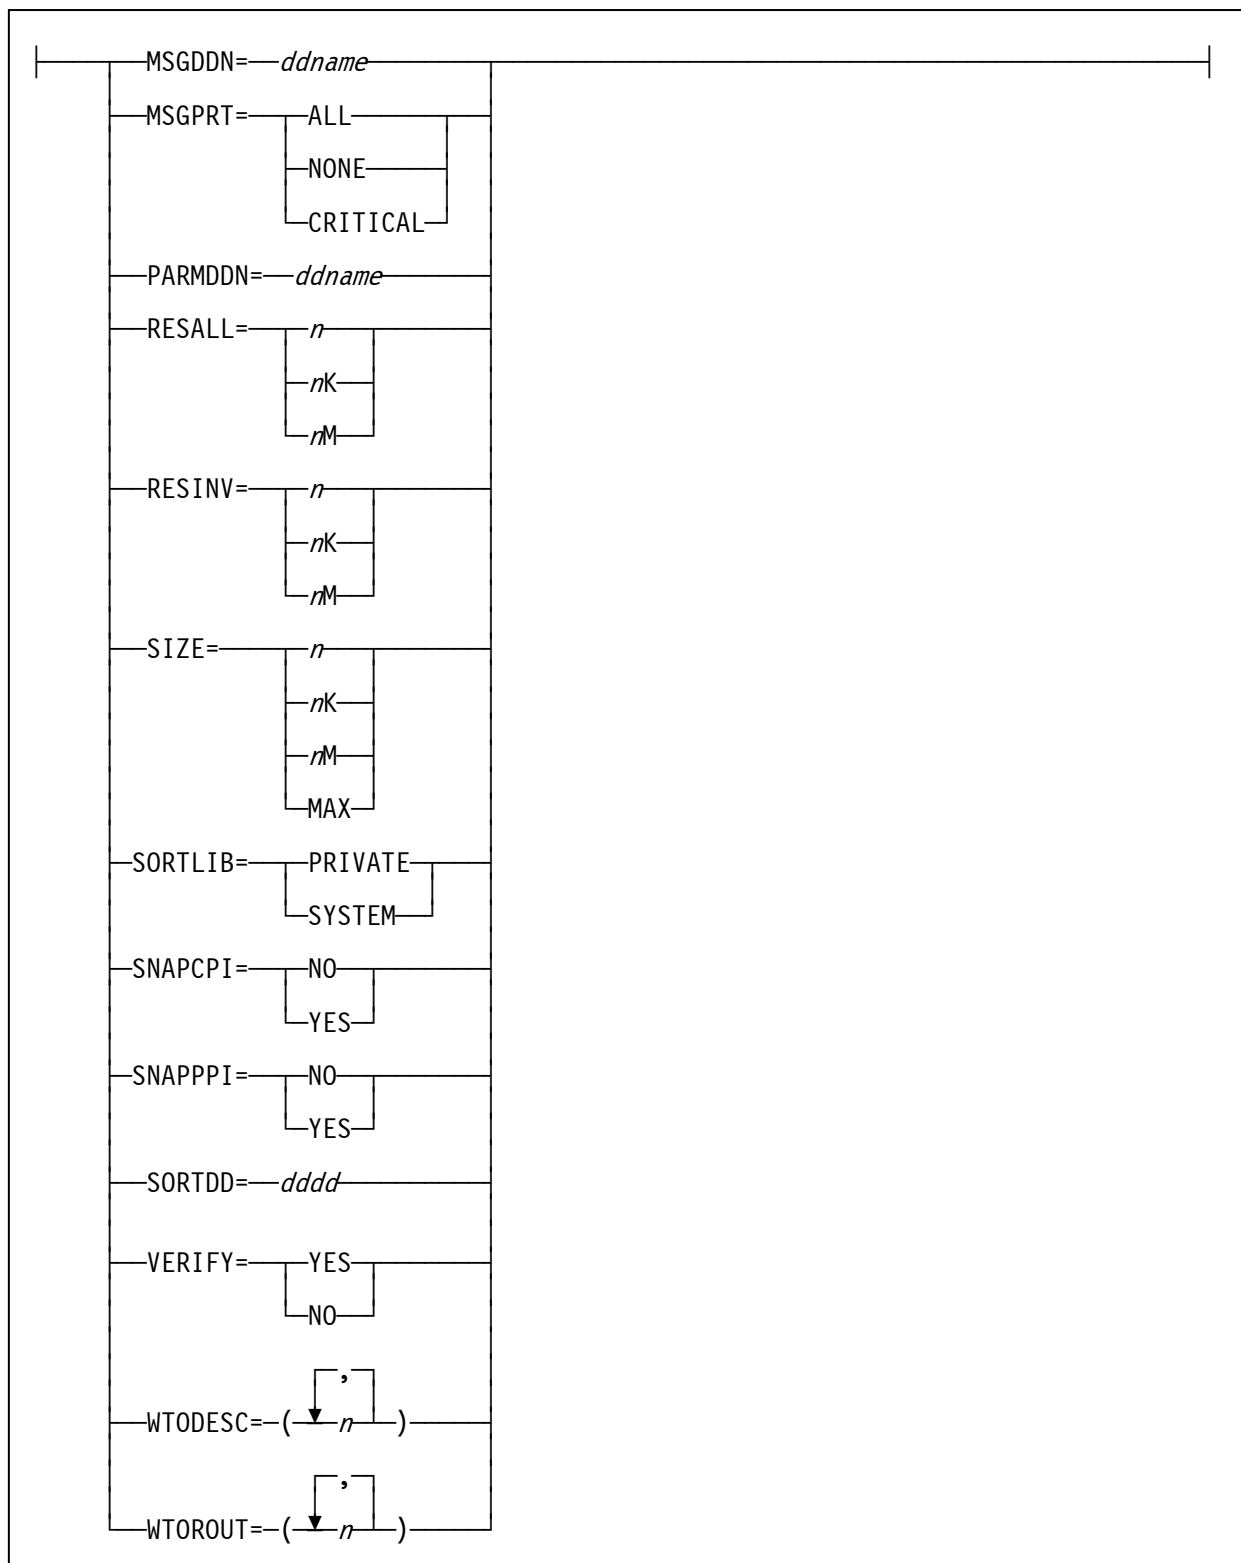 MSGDDN= ddname
MSGPRT= ALL
NONE
CRITICAL
PARMDDN= ddname
RESALL= n
nK
nM
RESINV= n
nK
nM
SIZE= n
nK
nM
MAX
SORTLIB= PRIVATE
SYSTEM
SNAPCPI= NO
YES
SNAPPPI= NO
YES
SORTDD= dddd
VERIFY= YES
NO
,
WTODESC= ( n )
,
WTOROUT= ( n )